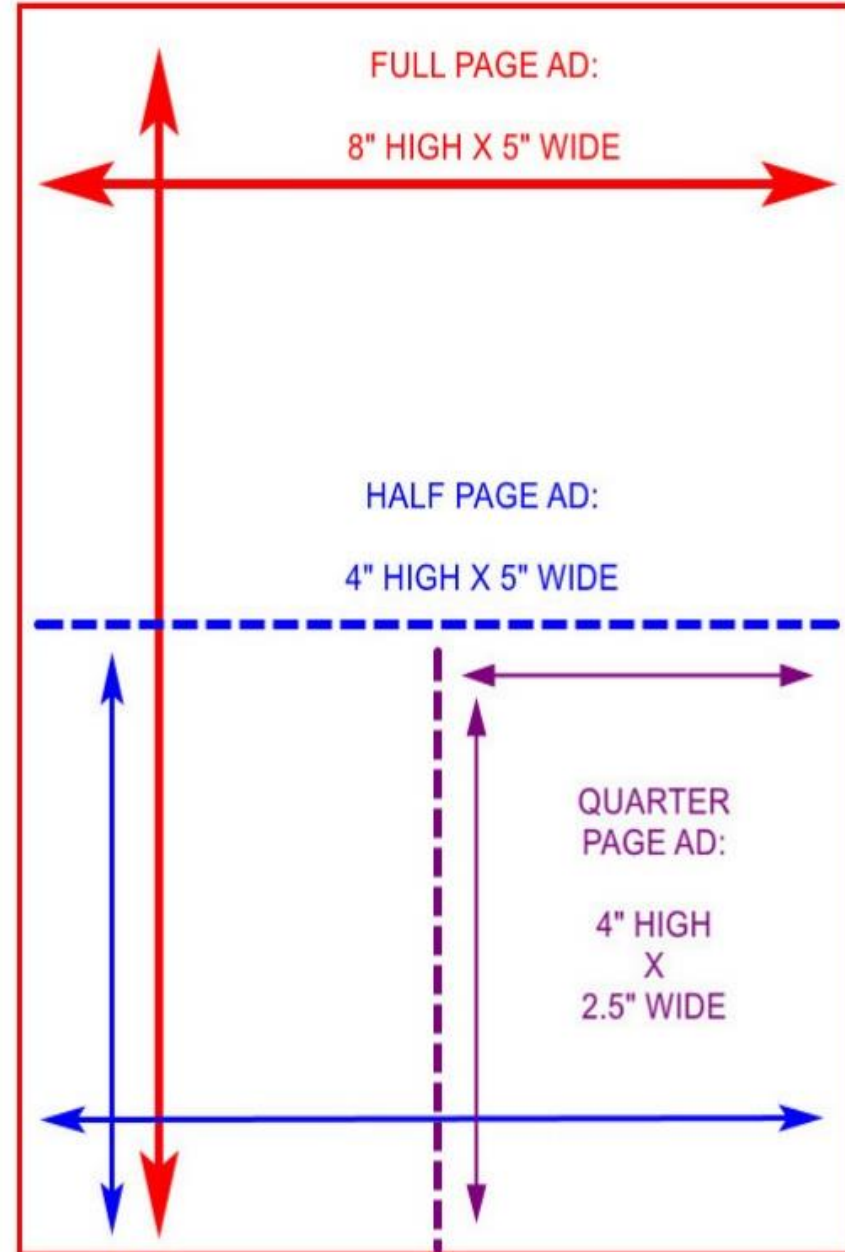 FULL PAGE AD:
8" HIGH X 5" WIDE
HALF PAGE AD:
4" HIGH X 5" WIDE
QUARTER
PAGE AD:
4" HIGH
X
2.5" WIDE